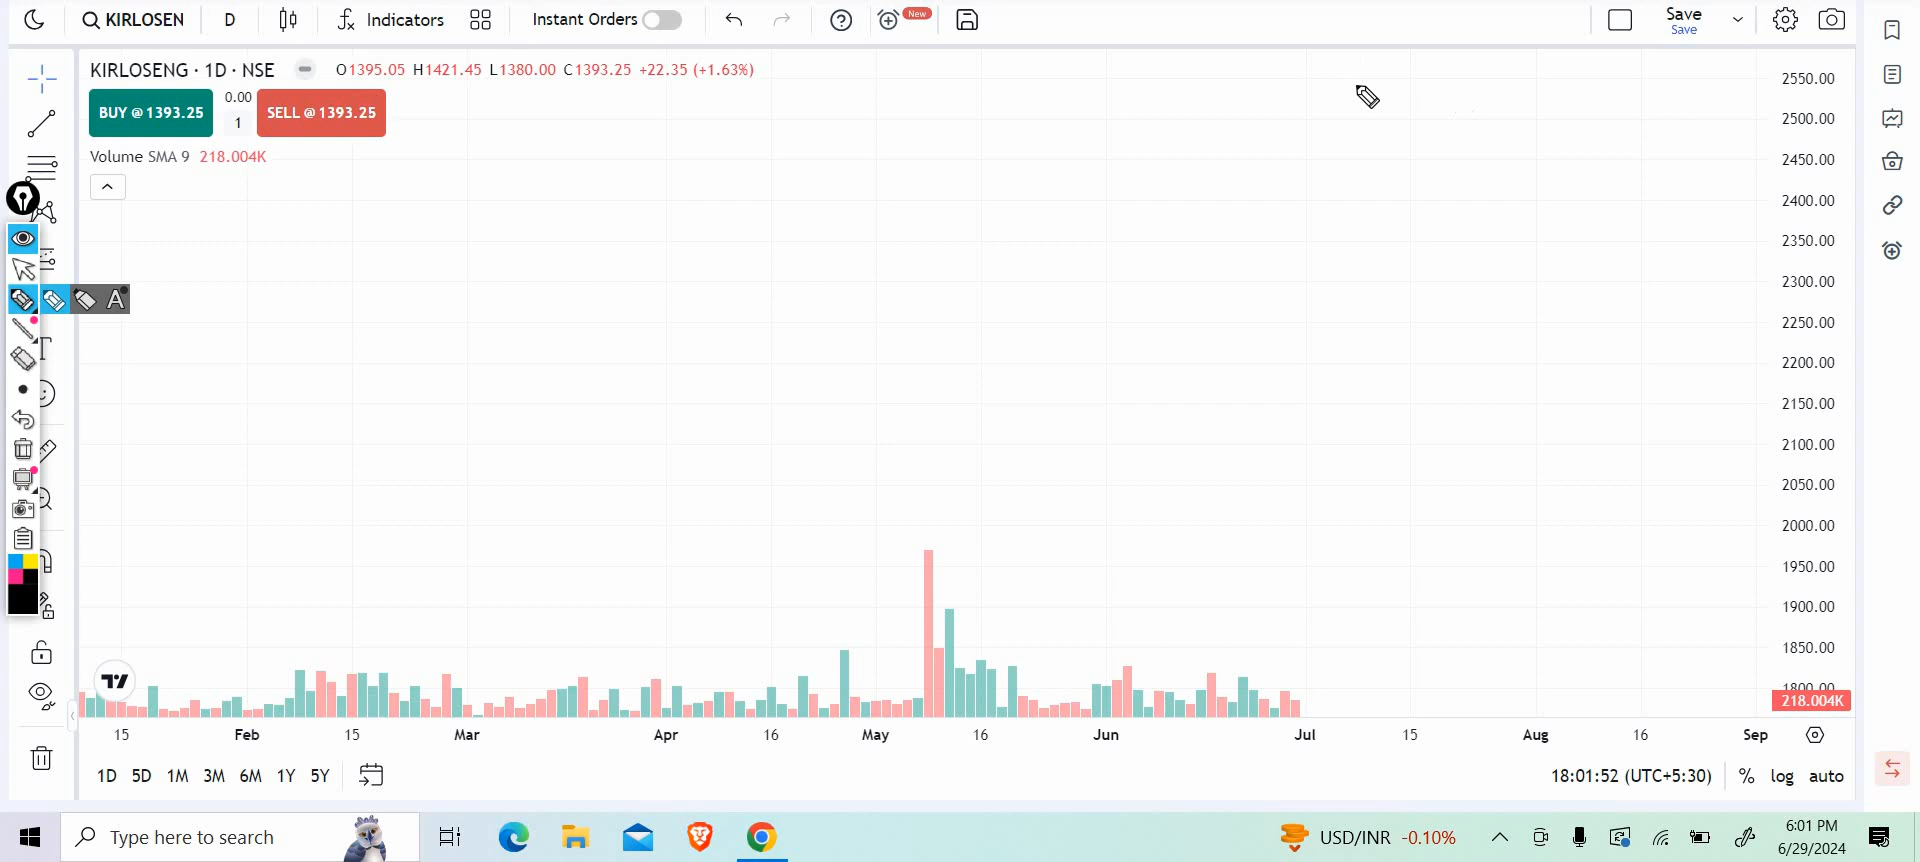 KIRLOSEN
D
Indicators
Instant Orders
New
Save
Save
KIRLOSENG · 1D · NSE
O1395.05 H1421.45 L1380.00 C1393.25 +22.35 (+1.63%)
BUY @ 1393.25
0.00
1
SELL @ 1393.25
Volume SMA 9 218.004K
2550.00
2500.00
2450.00
2400.00
2350.00
2300.00
2250.00
2200.00
2150.00
2100.00
2050.00
2000.00
1950.00
1900.00
1850.00
1800.00
218.004K
A
T
15
Feb
15
Mar
Apr
16
May
16
Jun
Jul
15
Aug
16
Sep
1D 5D 1M 3M 6M 1Y 5Y
18:01:52 (UTC+5:30)
%
log
auto
Type here to search
USD/INR -0.10%
6:01 PM
6/29/2024